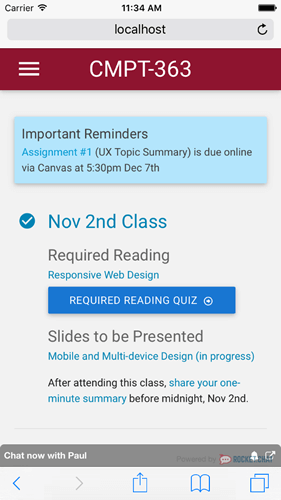 Carrier 11:34 AM
localhost
CMPT-363
Important Reminders
Assignment #1 (UX Topic Summary) is due online
via Canvas at 5:30pm Dec 7th
Nov 2nd Class
Required Reading
Responsive Web Design
REQUIRED READING QUIZ
Slides to be Presented
Mobile and Multi-device Design (in progress)
After attending this class, share your one-
minute summary before midnight, Nov 2nd.
Powered by ROCKET.CHAT
Chat now with Paul